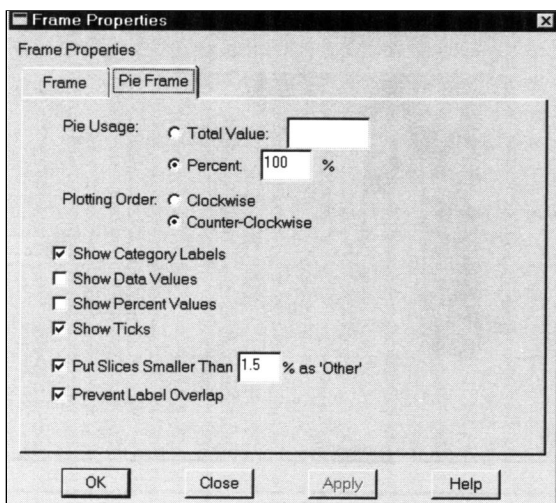 Frame Properties
Frame Properties
Frame Pie Frame
Pie Usage: Total Value:
Percent: 100 %
Plotting Order: Clockwise
Counter-Clockwise
Show Category Labels
Show Data Values
Show Percent Values
Show Ticks
Put Slices Smaller Than 1.5 % as 'Other'
Prevent Label Overlap
OK Close Apply Help